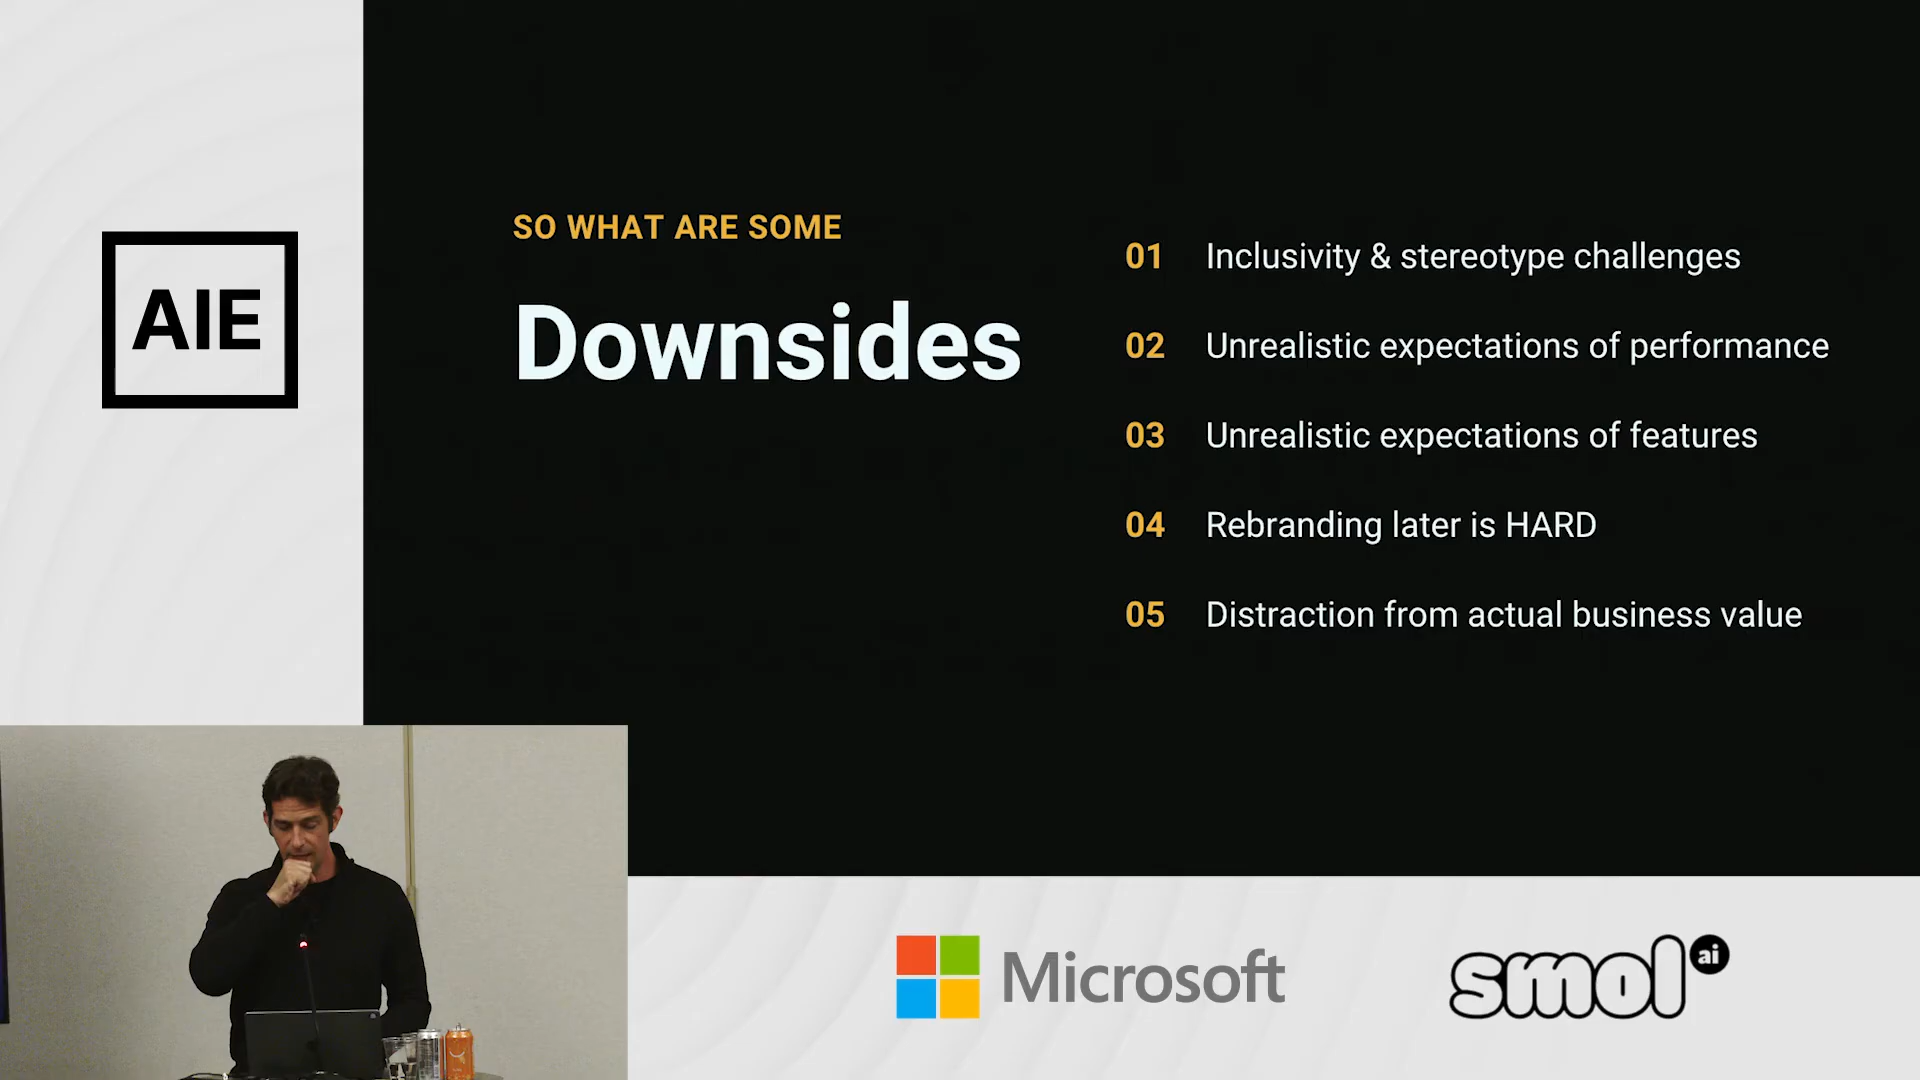 AIE
SO WHAT ARE SOME
Downsides
01 Inclusivity & stereotype challenges
02 Unrealistic expectations of performance
03 Unrealistic expectations of features
04 Rebranding later is HARD
05 Distraction from actual business value
Microsoft
smol ai